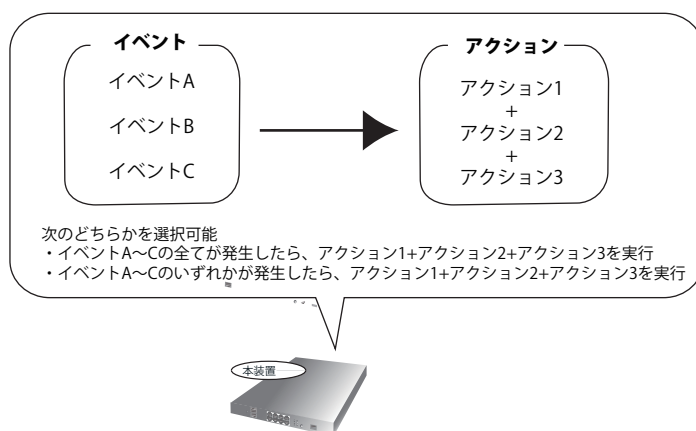 イベント
イベントA
イベントB
イベントC
アクション
アクション1
+
アクション2
+
アクション3
次のどちらかを選択可能
・イベントA～Cの全てが発生したら、アクション1+アクション2+アクション3を実行
・イベントA～Cのいずれかが発生したら、アクション1+アクション2+アクション3を実行
本装置